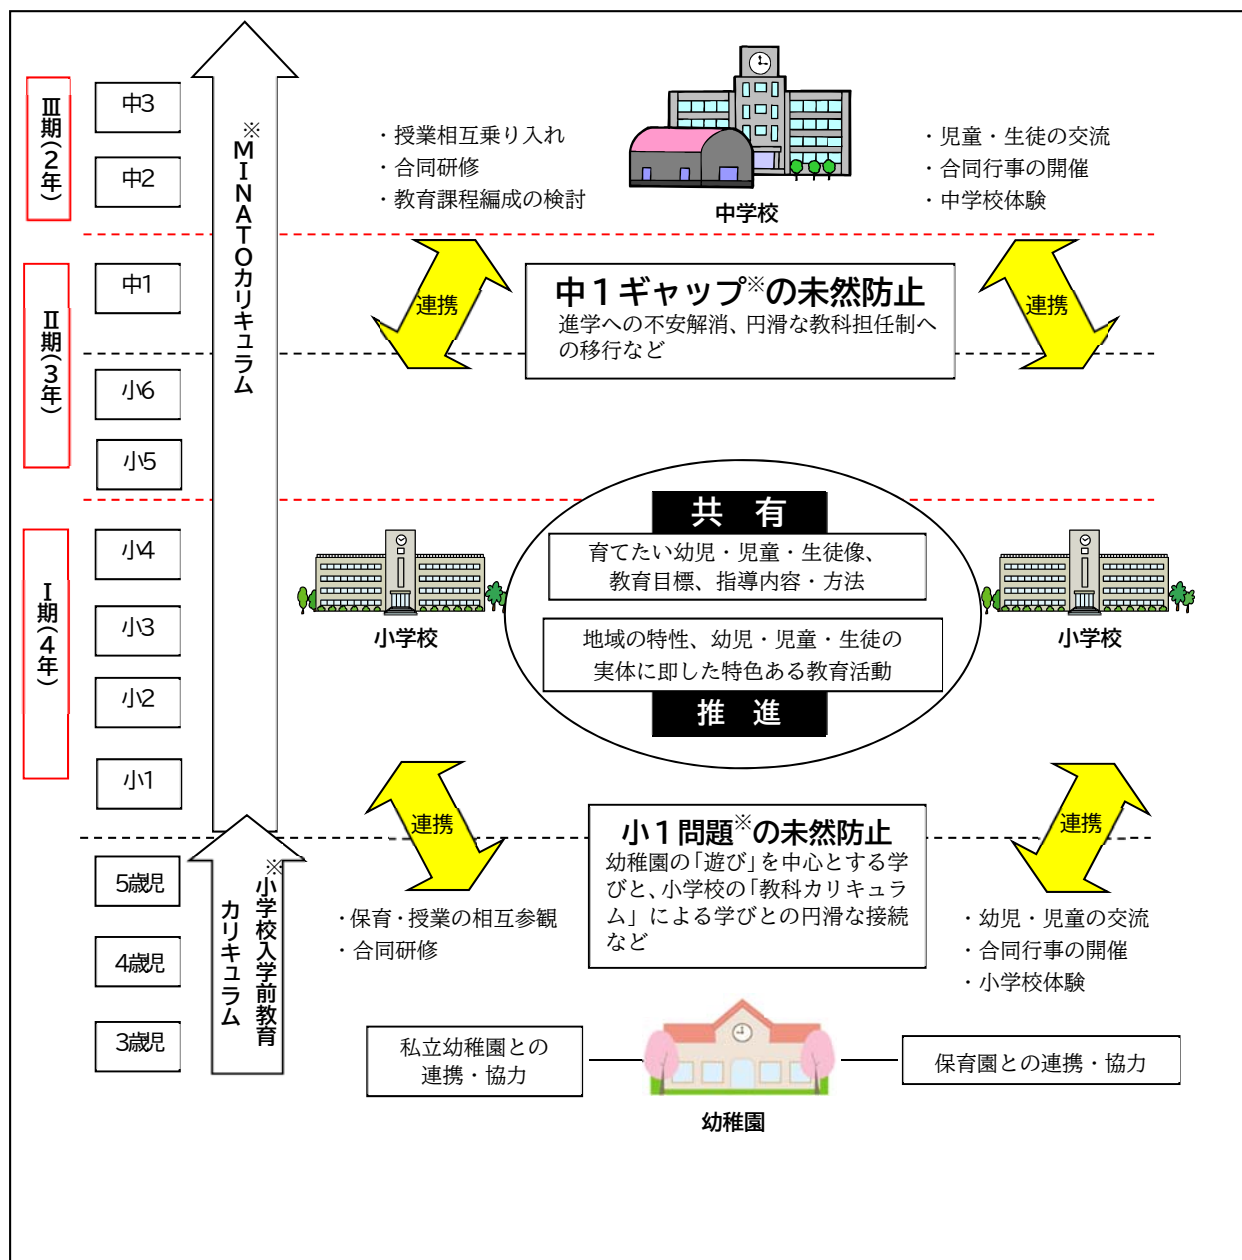 Ⅲ期(2年)
中3
中2
※MINATOカリキュラム
・授業相互乗り入れ
・合同研修
・教育課程編成の検討
中学校
・児童・生徒の交流
・合同行事の開催
・中学校体験
Ⅱ期(3年)
中1
小6
小5
連携
中1ギャップ※の未然防止
進学への不安解消、円滑な教科担任制へ
の移行など
連携
Ⅰ期(4年)
小4
小3
小2
小1
小学校
共 有
育てたい幼児・児童・生徒像、
教育目標、指導内容・方法
地域の特性、幼児・児童・生徒の
実体に即した特色ある教育活動
推 進
小学校
連携
小1問題※の未然防止
幼稚園の「遊び」を中心とする学
びと、小学校の「教科カリキュラ
ム」による学びとの円滑な接続
など
連携
5歳児
4歳児
3歳児
※小学校入学前教育
カリキュラム
・保育・授業の相互参観
・合同研修
・幼児・児童の交流
・合同行事の開催
・小学校体験
私立幼稚園との
連携・協力
幼稚園
保育園との連携・協力